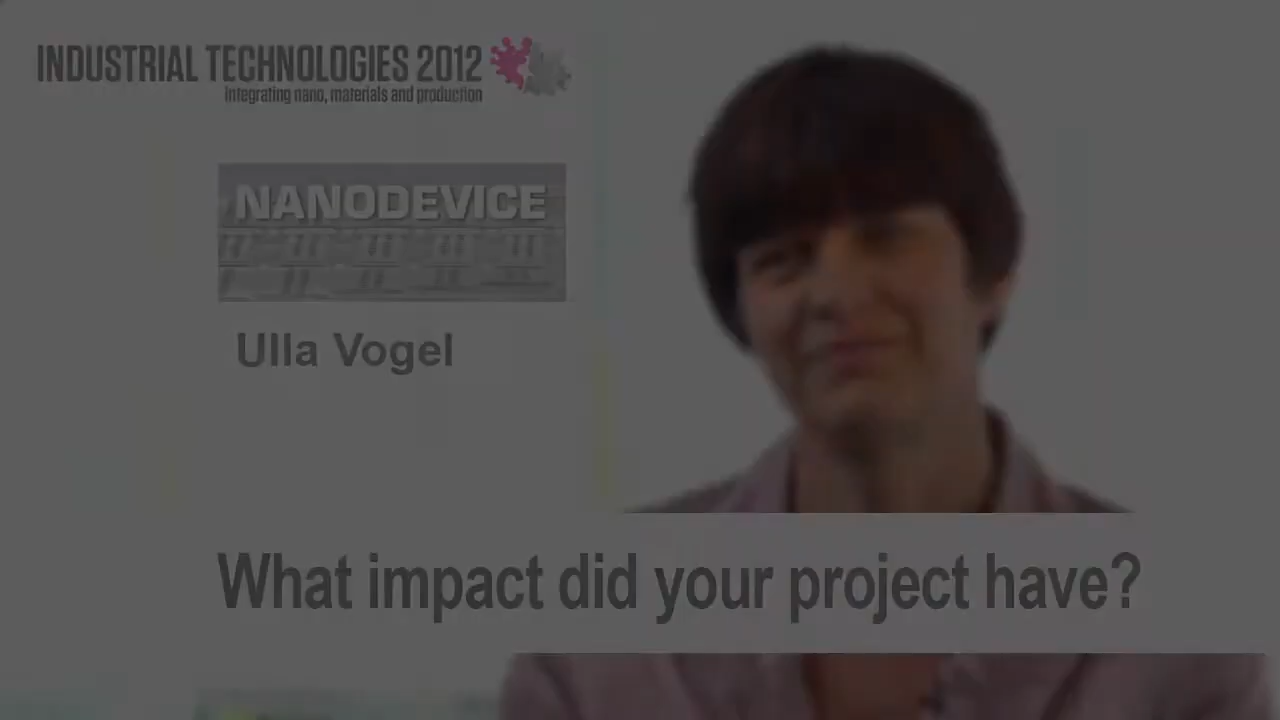 INDUSTRIAL TECHNOLOGIES 2012
Integrating nano, materials and production
NANODEVICE
Ulla Vogel
What impact did your project have?